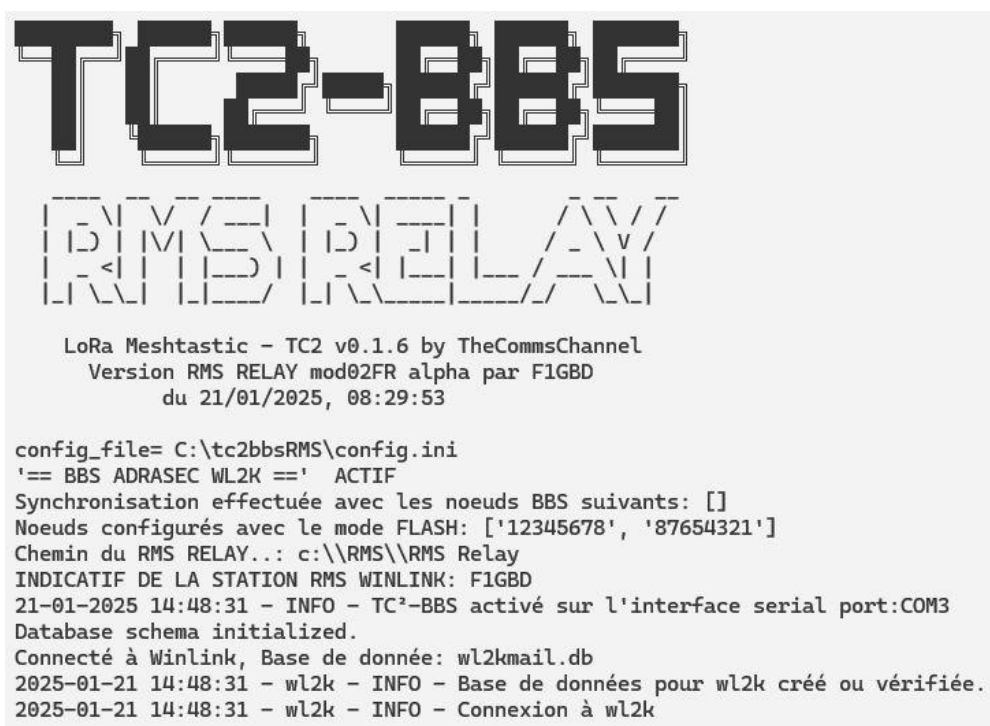 TC2-BBS
RMS RELAY
LoRa Meshtastic - TC2 v0.1.6 by TheCommsChannel
Version RMS RELAY mod02FR alpha par F1GBD
du 21/01/2025, 08:29:53
config_file= C:\tc2bbsRMS\config.ini
'== BBS ADRASEC WL2K ==' ACTIF
Synchronisation effectuée avec les noeuds BBS suivants: []
Noeuds configurés avec le mode FLASH: ['12345678', '87654321']
Chemin du RMS RELAY..: c:\\RMS\\RMS Relay
INDICATIF DE LA STATION RMS WINLINK: F1GBD
21-01-2025 14:48:31 - INFO - TC²-BBS activé sur l'interface serial port:COM3
Database schema initialized.
Connecté à Winlink, Base de donnée: wl2kmail.db
2025-01-21 14:48:31 - wl2k - INFO - Base de données pour wl2k créé ou vérifiée.
2025-01-21 14:48:31 - wl2k - INFO - Connexion à wl2k